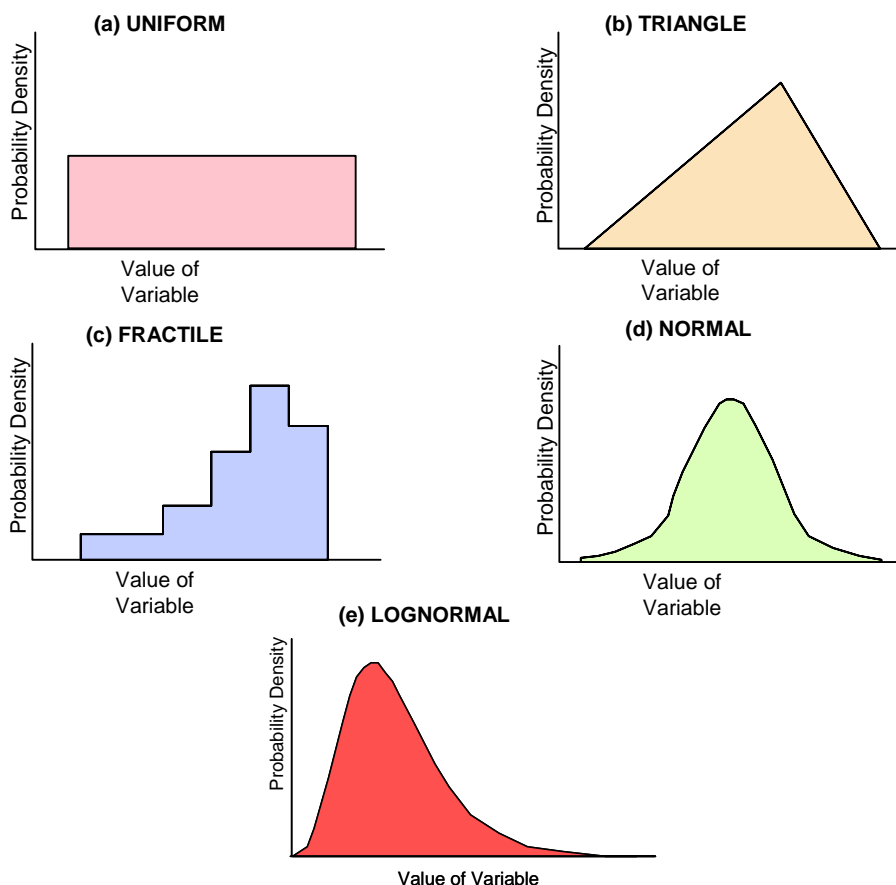 (a) UNIFORM
Probability Density
Value of
Variable
(b) TRIANGLE
Probability Density
Value of
Variable
(c) FRACTILE
Probability Density
Value of
Variable
(d) NORMAL
Probability Density
Value of
Variable
(e) LOGNORMAL
Probability Density
Value of Variable